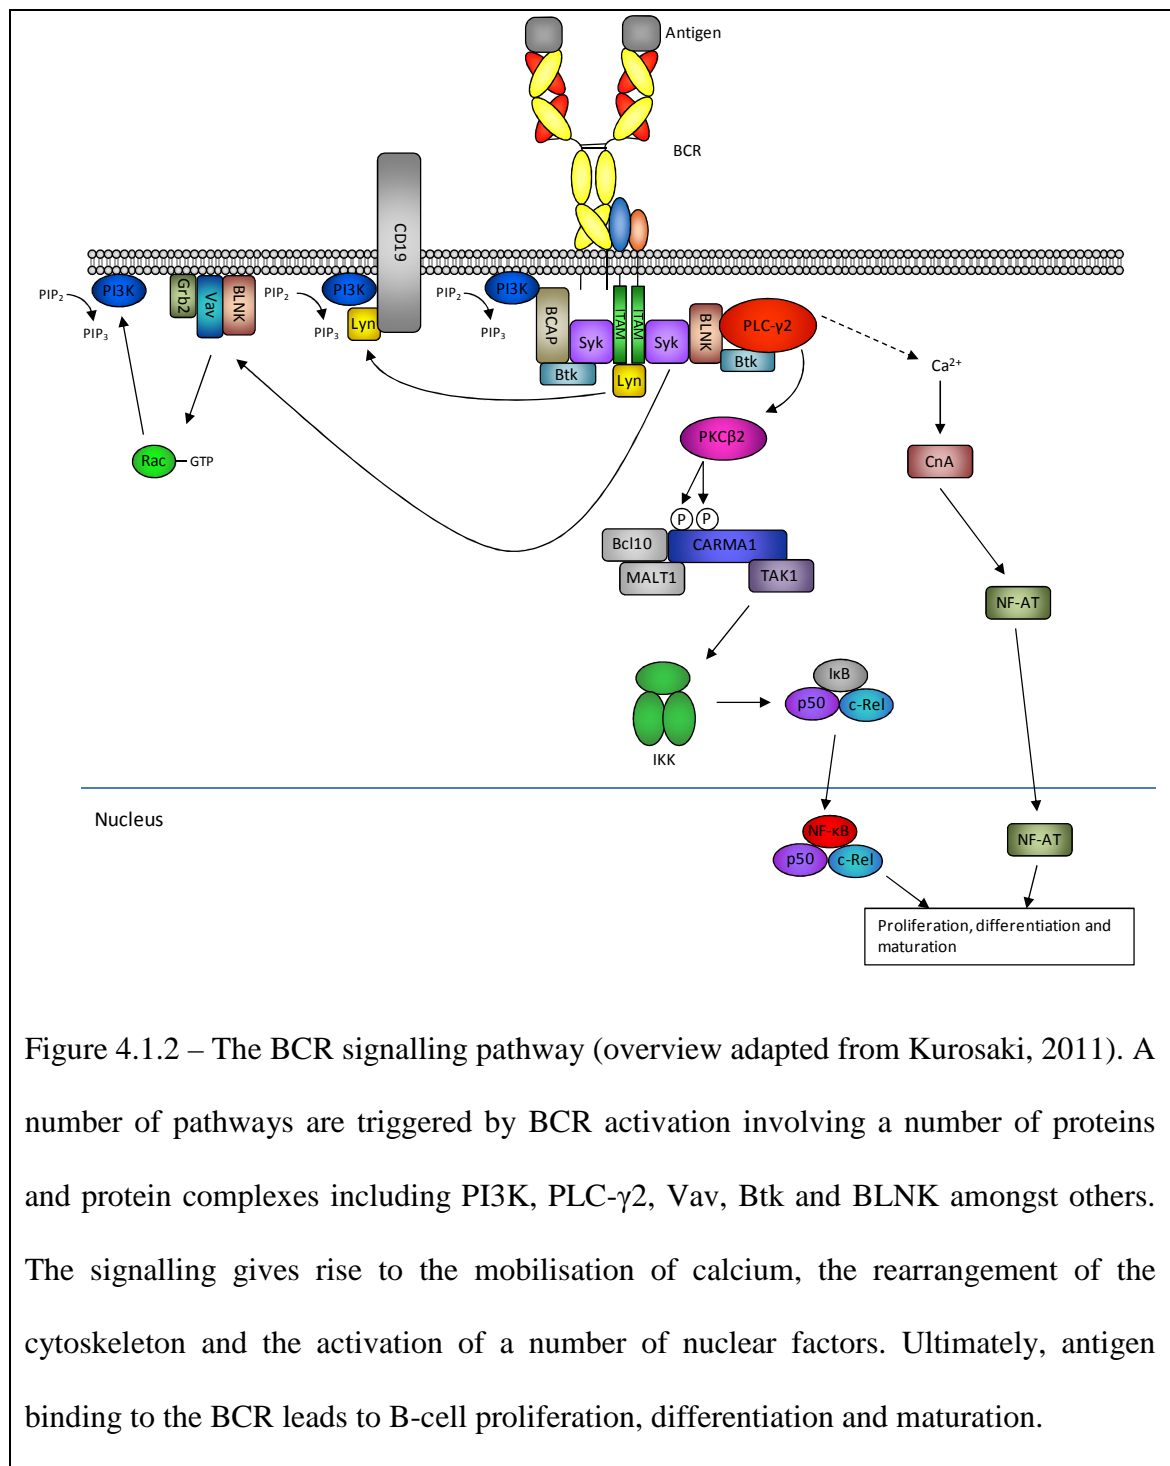 Antigen
BCR
CD19
PI3K
Grb2
Vav
BLNK
PIP₂
PIP₃
PIP₂
PI3K
Lyn
PIP₃
PIP₂
PI3K
PIP₃
BCAP
Syk
ITAM
ITAM
Syk
BLNK
PLC-γ2
Btk
Lyn
Btk
Ca²⁺
Rac
GTP
PKCβ2
CnA
P
P
Bcl10
CARMA1
MALT1
TAK1
NF-AT
IκB
p50
c-Rel
IKK
Nucleus
NF-κB
p50
c-Rel
NF-AT
Proliferation, differentiation and
maturation
Figure 4.1.2 – The BCR signalling pathway (overview adapted from Kurosaki, 2011). A
number of pathways are triggered by BCR activation involving a number of proteins
and protein complexes including PI3K, PLC-γ2, Vav, Btk and BLNK amongst others.
The signalling gives rise to the mobilisation of calcium, the rearrangement of the
cytoskeleton and the activation of a number of nuclear factors. Ultimately, antigen
binding to the BCR leads to B-cell proliferation, differentiation and maturation.